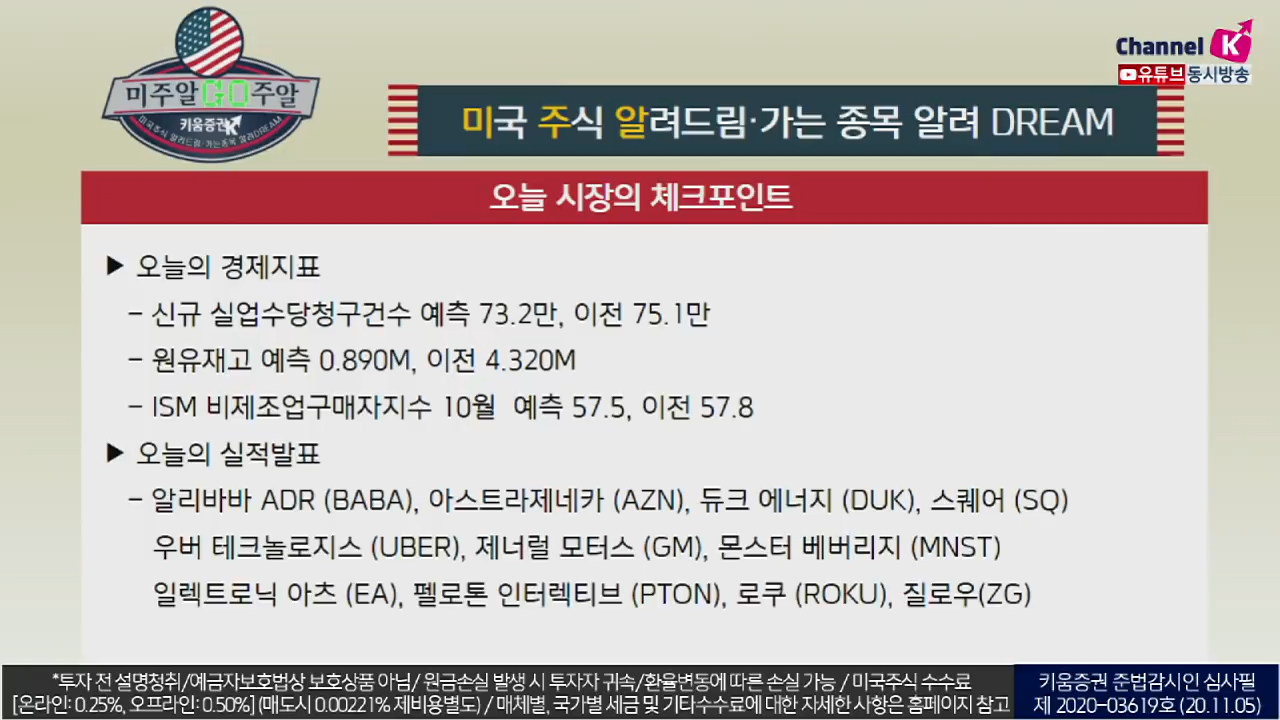 미주알GO주알
키움증권
미국주식 알려드림·가는종목 알려DREAM
Channel K
유튜브 동시방송
미국 주식 알려드림·가는 종목 알려 DREAM
오늘 시장의 체크포인트
▶ 오늘의 경제지표
- 신규 실업수당청구건수 예측 73.2만, 이전 75.1만
- 원유재고 예측 0.890M, 이전 4.320M
- ISM 비제조업구매자지수 10월 예측 57.5, 이전 57.8
▶ 오늘의 실적발표
- 알리바바 ADR (BABA), 아스트라제네카 (AZN), 듀크 에너지 (DUK), 스퀘어 (SQ)
우버 테크놀로지스 (UBER), 제너럴 모터스 (GM), 몬스터 베버리지 (MNST)
일렉트로닉 아츠 (EA), 펠로톤 인터렉티브 (PTON), 로쿠 (ROKU), 질로우(ZG)
*투자 전 설명청취/예금자보호법상 보호상품 아님/ 원금손실 발생 시 투자자 귀속/환율변동에 따른 손실 가능 / 미국주식 수수료
[온라인: 0.25%, 오프라인: 0.50%] (매도시 0.00221% 제비용별도) / 매체별, 국가별 세금 및 기타수수료에 대한 자세한 사항은 홈페이지 참고
키움증권 준법감시인 심사필
제 2020-03619호 (20.11.05)